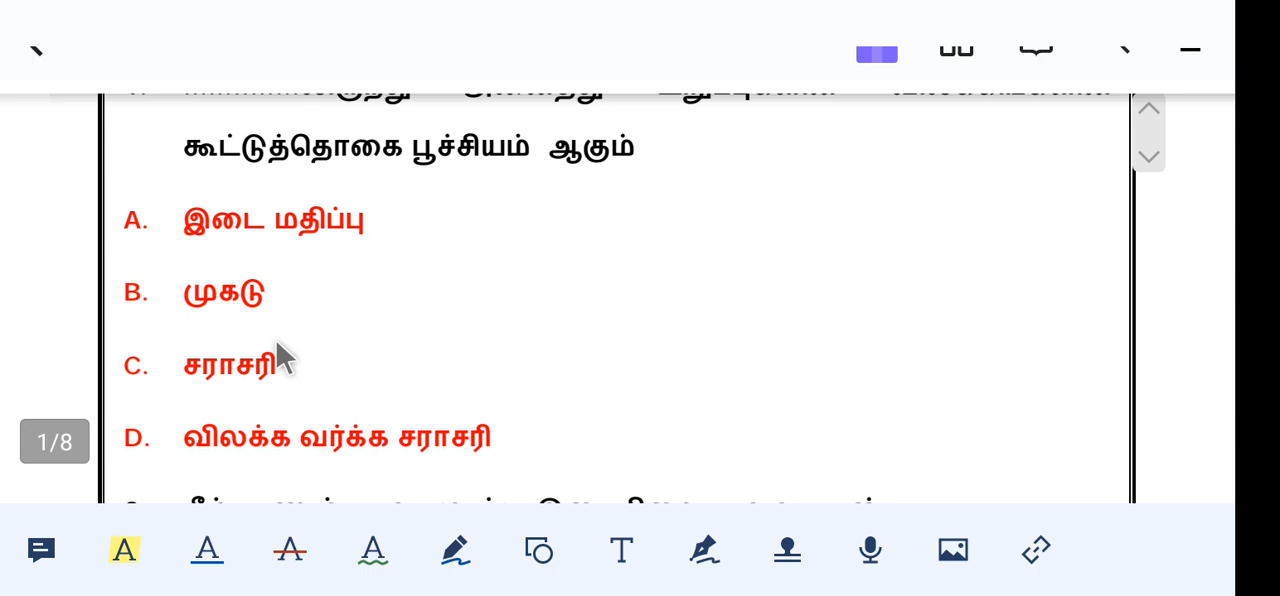 கூட்டுத்தொகை பூச்சியம் ஆகும்
A. இடை மதிப்பு
B. முகடு
C. சராசரி
D. விலக்க வர்க்க சராசரி
1/8